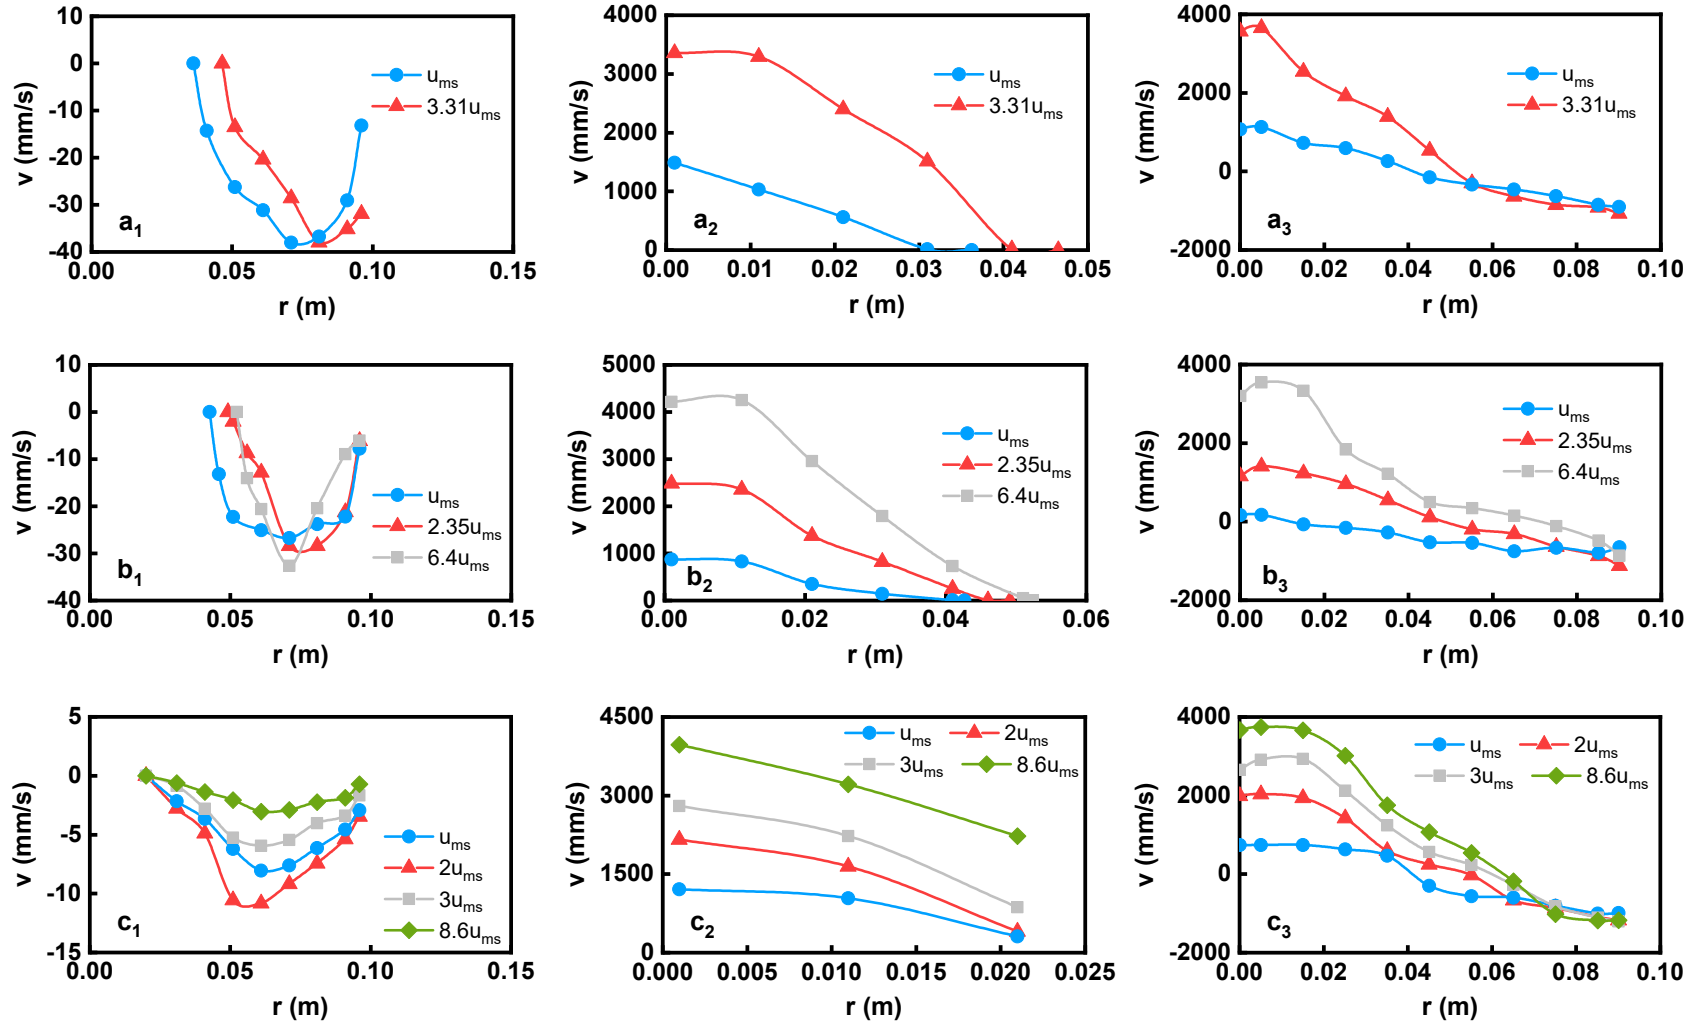 10
0
-10
-20
-30
-40
0.00 0.05 0.10 0.15
v (mm/s)
r (m)
a1
ums
3.31ums
4000
3000
2000
1000
0
0.00 0.01 0.02 0.03 0.04 0.05
v (mm/s)
r (m)
a2
ums
3.31ums
4000
2000
0
-2000
0.00 0.02 0.04 0.06 0.08 0.10
v (mm/s)
r (m)
a3
ums
3.31ums
10
0
-10
-20
-30
-40
0.00 0.05 0.10 0.15
v (mm/s)
r (m)
b1
ums
2.35ums
6.4ums
5000
4000
3000
2000
1000
0
0.00 0.02 0.04 0.06
v (mm/s)
r (m)
b2
ums
2.35ums
6.4ums
4000
2000
0
-2000
0.00 0.02 0.04 0.06 0.08 0.10
v (mm/s)
r (m)
b3
ums
2.35ums
6.4ums
5
0
-5
-10
-15
0.00 0.05 0.10 0.15
v (mm/s)
r (m)
c1
ums
2ums
3ums
8.6ums
4500
3000
1500
0
0.000 0.005 0.010 0.015 0.020 0.025
v (mm/s)
r (m)
c2
ums 2ums
3ums 8.6ums
4000
2000
0
-2000
0.00 0.02 0.04 0.06 0.08 0.10
v (mm/s)
r (m)
c3
ums 2ums
3ums 8.6ums